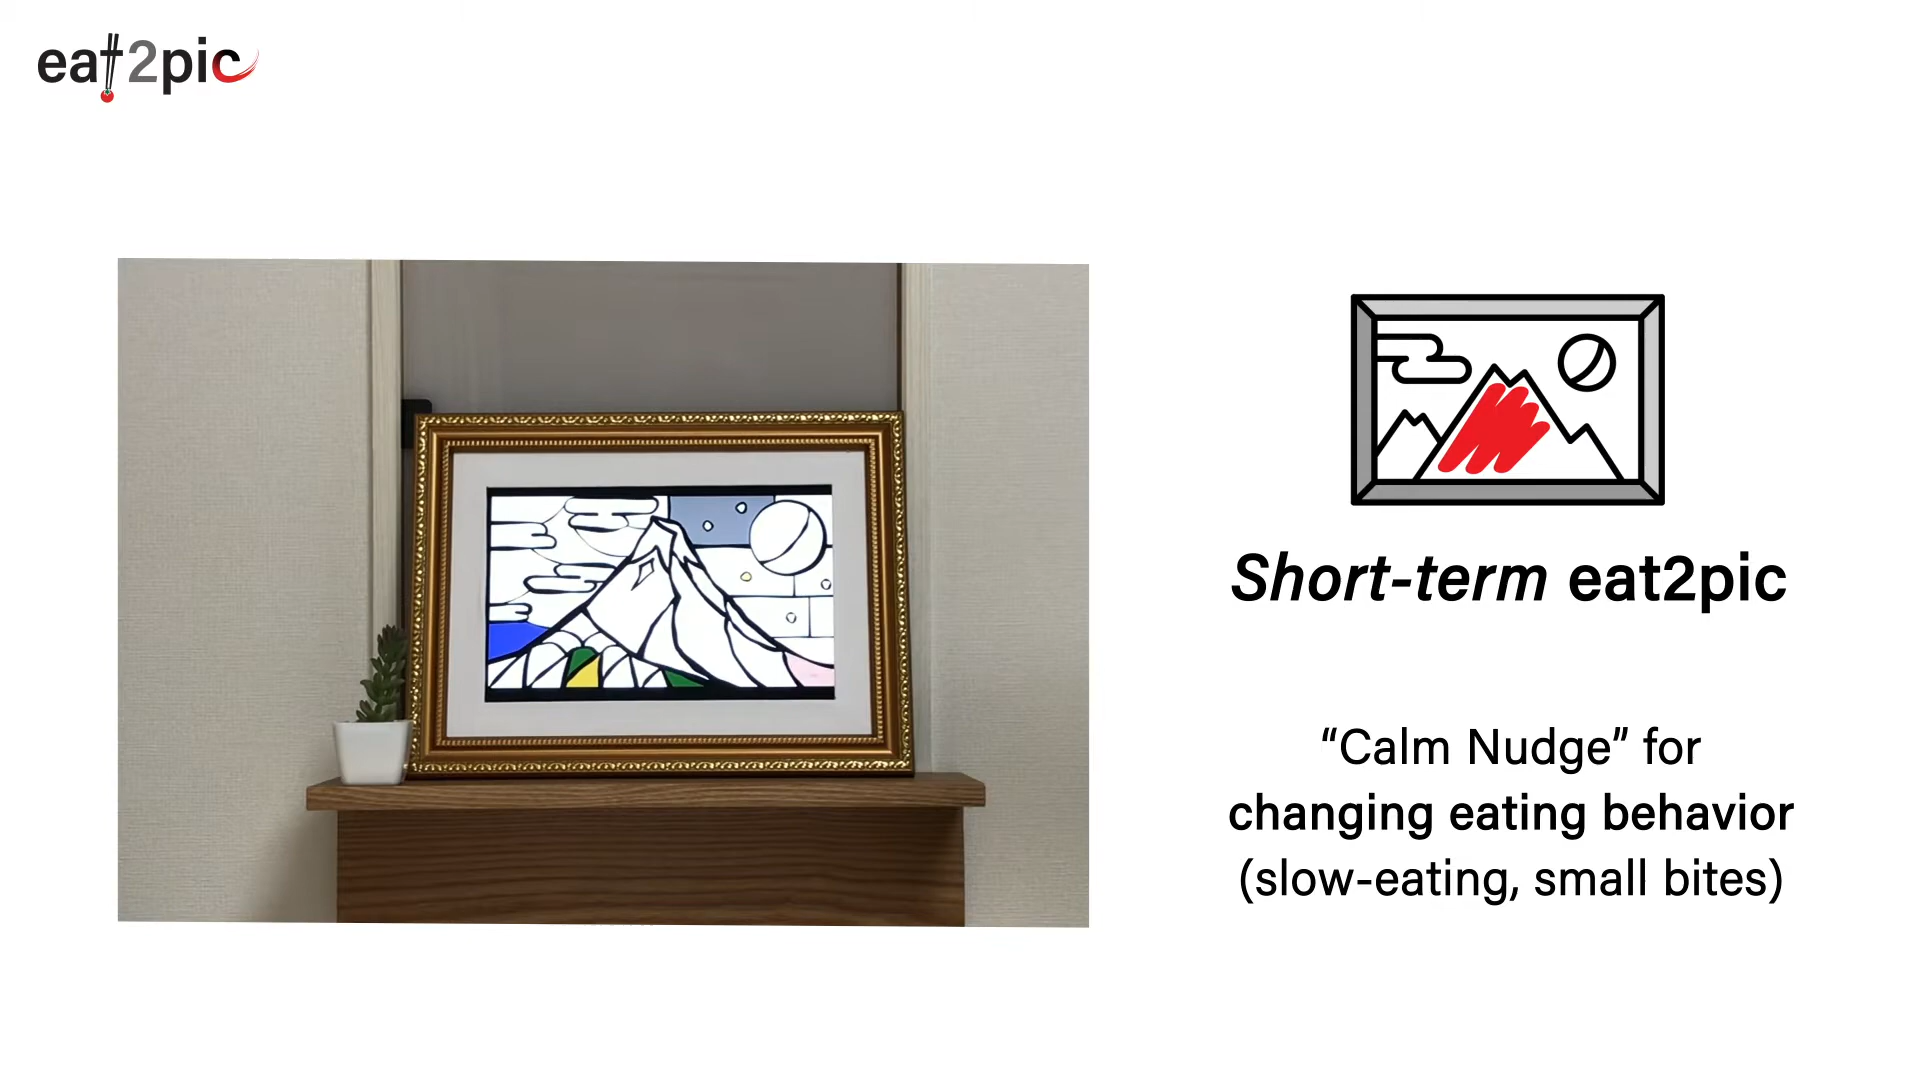 eat2pic
Short-term eat2pic
“Calm Nudge” for
changing eating behavior
(slow-eating, small bites)